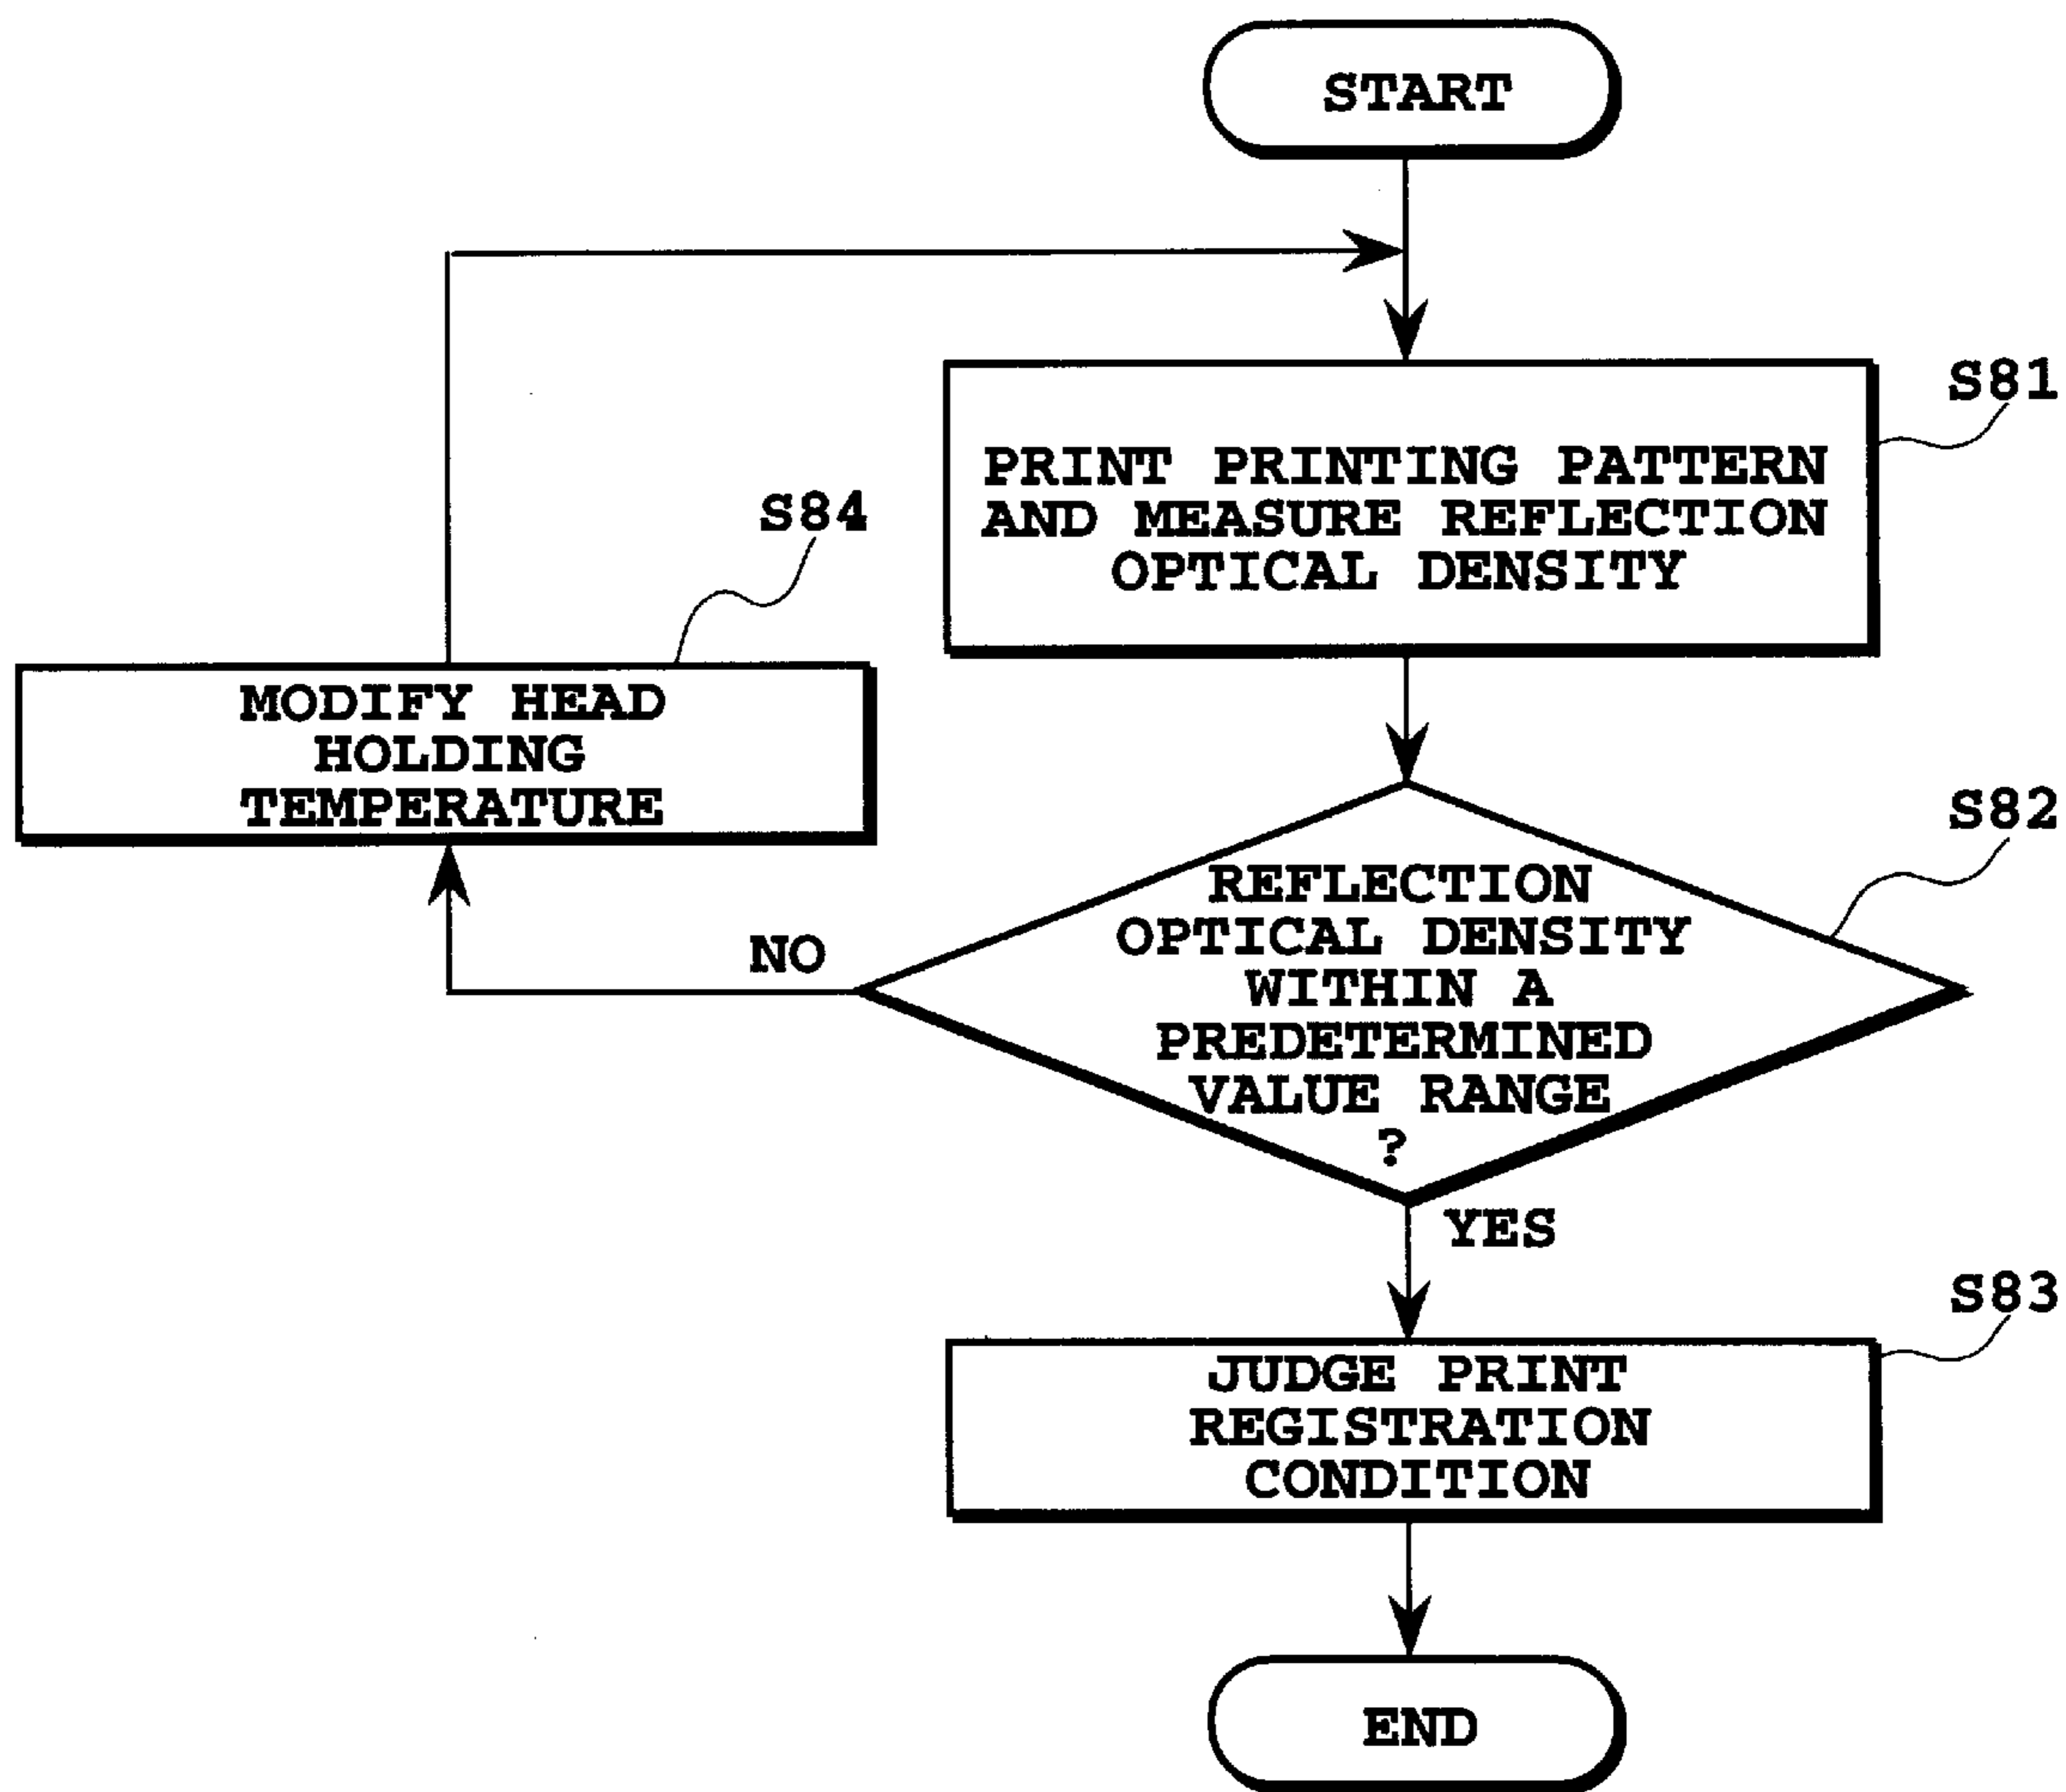 START
S81
PRINT PRINTING PATTERN
AND MEASURE REFLECTION
OPTICAL DENSITY
S84
MODIFY HEAD
HOLDING
TEMPERATURE
S82
REFLECTION
OPTICAL DENSITY
WITHIN A
PREDETERMINED
VALUE RANGE
?
NO
YES
S83
JUDGE PRINT
REGISTRATION
CONDITION
END